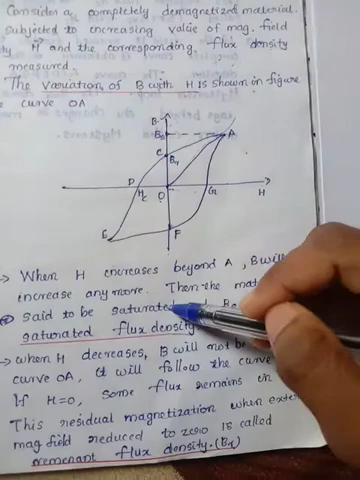 Consider a completely demagnetized material
subjected to increasing value of mag. field
H and the corresponding flux density
measured.
The variation of B with H is shown in figure
curve OA
B
Bs A
C
Br
D Hc O G H
F
E
→ When H increases beyond A, B will
increase any more. Then the
said to be saturated
saturated flux density
→ When H decreases, B will not be
curve OA, it will follow the curve
If H=0, some flux remains in
This residual magnetization when
mag field reduced to zero is called
remenant flux density. (Br)